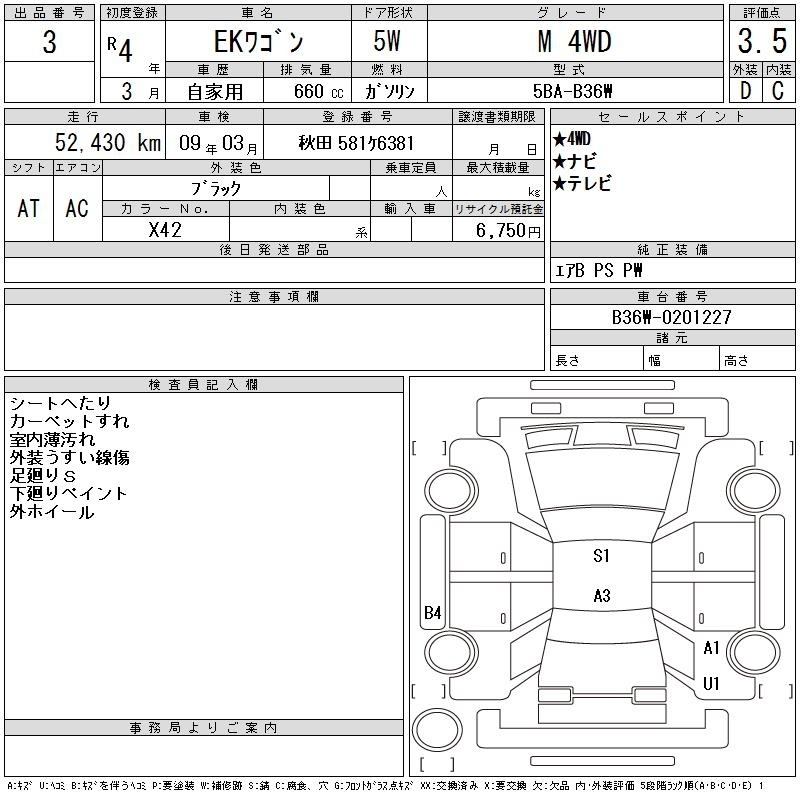 出品番号 初度登録 車名 ドア形状 グレード 評価点
3 R4年 EKワゴン 5W M 4WD 3.5
車歴 排気量 燃料 型式 外装 内装
3月 自家用 660 cc ガソリン 5BA-B36W D C
走行 車検 登録番号 譲渡書類期限 セールスポイント
52,430 km 09年03月 秋田 581ケ6381 月 日
★4WD
★ナビ
★テレビ
シフト エアコン 外装色 乗車定員 最大積載量
AT AC ブラック 人 kg
カラーNo. 内装色 輸入車 リサイクル預託金
X42 系 6,750円
後日発送部品 純正装備
エアB PS PW
注意事項欄 車台番号
B36W-0201227
諸元
長さ 幅 高さ
検査員記入欄
シートへたり
カーペットすれ
室内薄汚れ
外装うすい線傷
足廻りS
下廻りペイント
外ホイール
[ ] [ ]
S1
A3
B4
A1
U1
[ ] [ ]
[ ]
事務局よりご案内
A:キズ U:ヘコミ B:キズを伴うヘコミ P:要塗装 W:補修跡 S:錆 C:腐食、穴 G:フロントガラス点キズ XX:交換済み X:要交換 欠:欠品 内・外装評価 5段階ランク順(A・B・C・D・E) 1